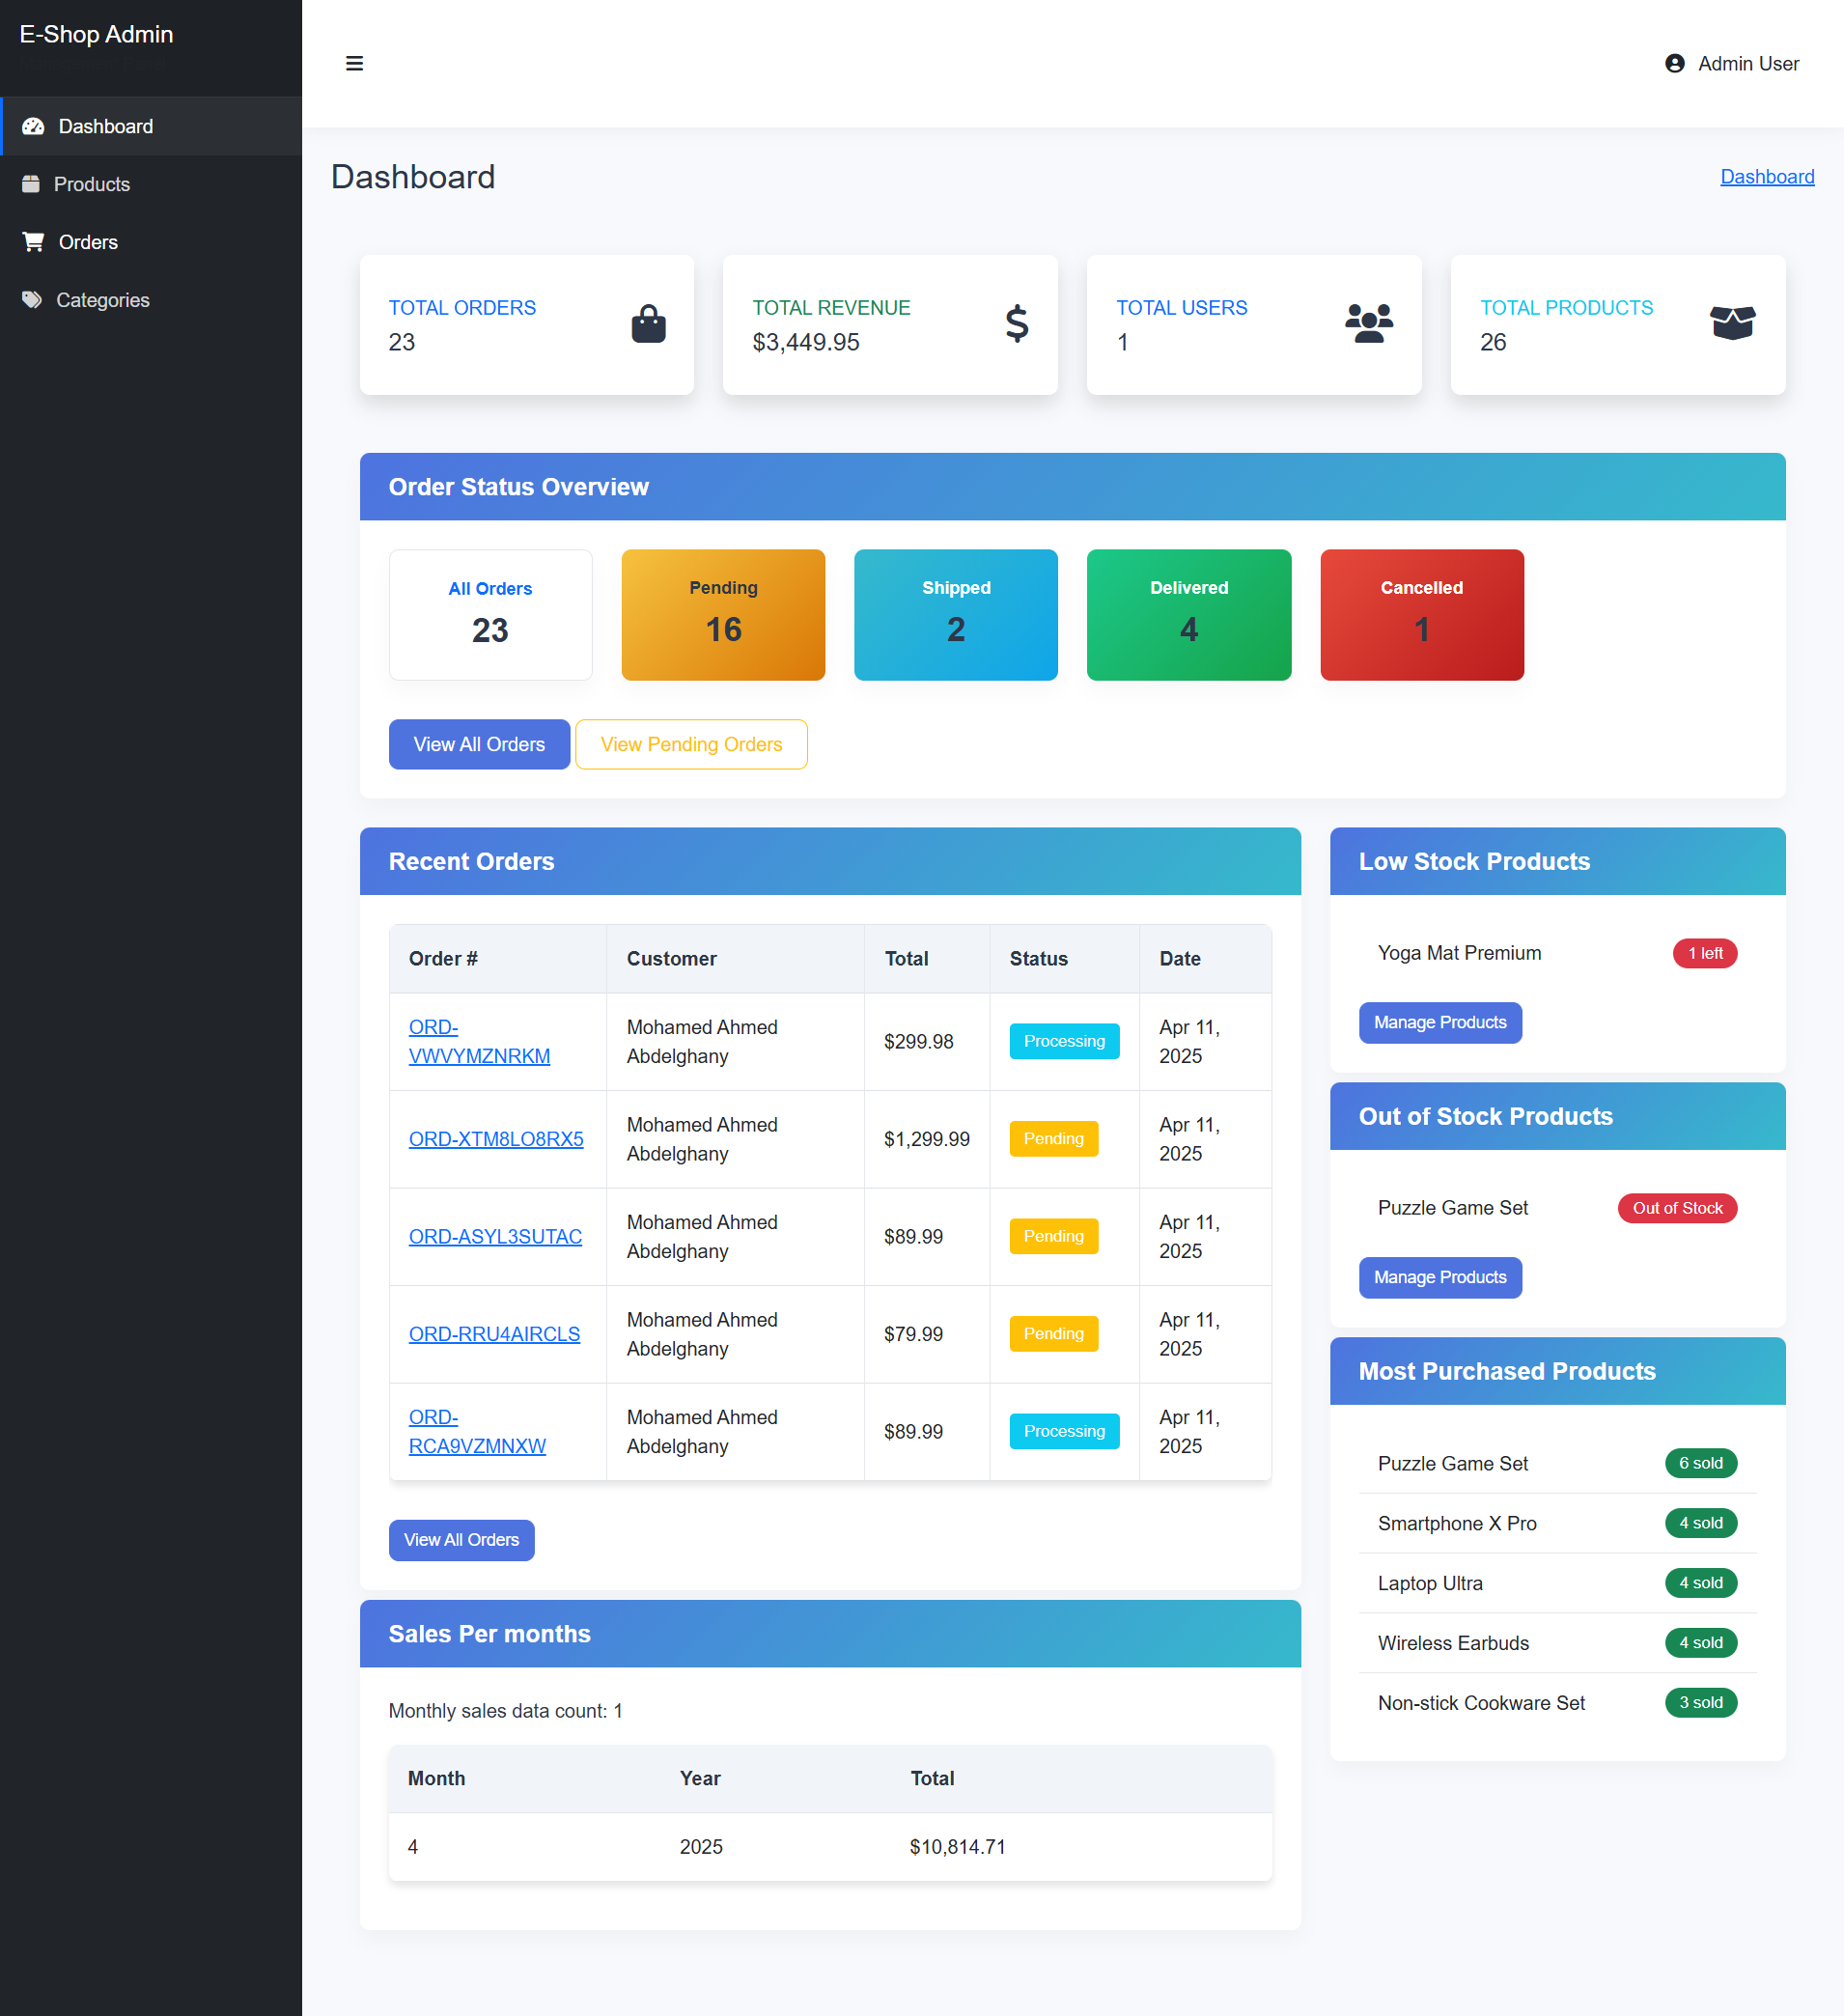 E-Shop Admin
Admin User
Dashboard
Products
Orders
Categories
Dashboard
Dashboard
TOTAL ORDERS
23
TOTAL REVENUE
$3,449.95
TOTAL USERS
1
TOTAL PRODUCTS
26
Order Status Overview
All Orders
23
Pending
16
Shipped
2
Delivered
4
Cancelled
1
View All Orders
View Pending Orders
Recent Orders
Order # Customer Total Status Date
ORD-
VWVYMZNRKM
Mohamed Ahmed
Abdelghany
$299.98
Processing
Apr 11,
2025
ORD-XTM8LO8RX5
Mohamed Ahmed
Abdelghany
$1,299.99
Pending
Apr 11,
2025
ORD-ASYL3SUTAC
Mohamed Ahmed
Abdelghany
$89.99
Pending
Apr 11,
2025
ORD-RRU4AIRCLS
Mohamed Ahmed
Abdelghany
$79.99
Pending
Apr 11,
2025
ORD-
RCA9VZMNXW
Mohamed Ahmed
Abdelghany
$89.99
Processing
Apr 11,
2025
View All Orders
Sales Per months
Monthly sales data count: 1
Month Year Total
4 2025 $10,814.71
Low Stock Products
Yoga Mat Premium 1 left
Manage Products
Out of Stock Products
Puzzle Game Set Out of Stock
Manage Products
Most Purchased Products
Puzzle Game Set 6 sold
Smartphone X Pro 4 sold
Laptop Ultra 4 sold
Wireless Earbuds 4 sold
Non-stick Cookware Set 3 sold